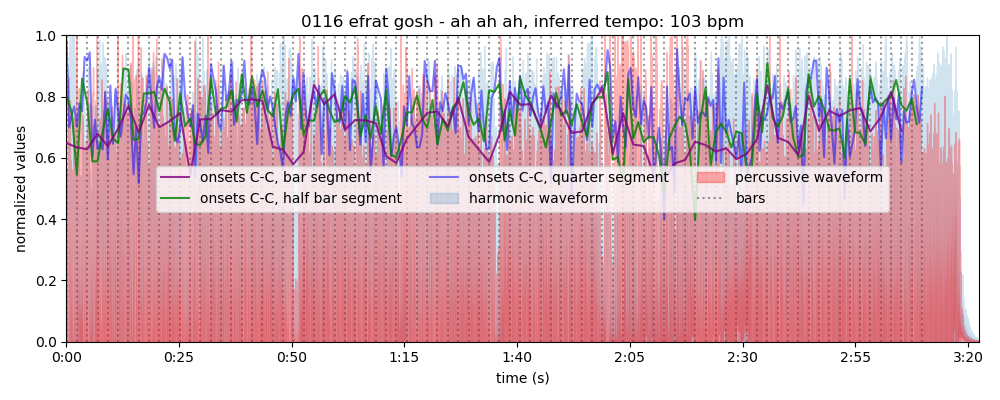 0116 efrat gosh - ah ah ah, inferred tempo: 103 bpm
normalized values
1.0
0.8
0.6
0.4
0.2
0.0
onsets C-C, bar segment
onsets C-C, half bar segment
onsets C-C, quarter segment
harmonic waveform
percussive waveform
bars
0:00 0:25 0:50 1:15 1:40 2:05 2:30 2:55 3:20
time (s)